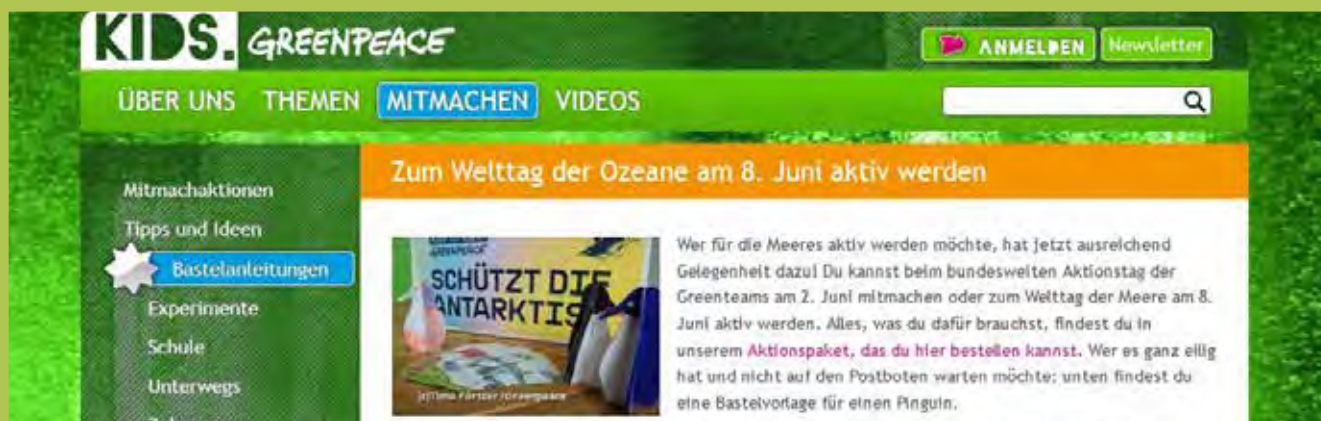 KIDS. GREENPEACE
ANMELDEN Newsletter
ÜBER UNS THEMEN MITMACHEN VIDEOS
Mitmachaktionen
Tipps und Ideen
Bastelanleitungen
Experimente
Schule
Unterwegs
Zum Welttag der Ozeane am 8. Juni aktiv werden
GREENPEACE
SCHÜTZT DIE
ANTARKTIS
Wer für die Meeres aktiv werden möchte, hat jetzt ausreichend
Gelegenheit dazu! Du kannst beim bundesweiten Aktionstag der
Greenteams am 2. Juni mitmachen oder zum Welttag der Meere am 8.
Juni aktiv werden. Alles, was du dafür brauchst, findest du in
unserem Aktionspaket, das du hier bestellen kannst. Wer es ganz eilig
hat und nicht auf den Postboten warten möchte: unten findest du
eine Bastelvorlage für einen Pinguin.